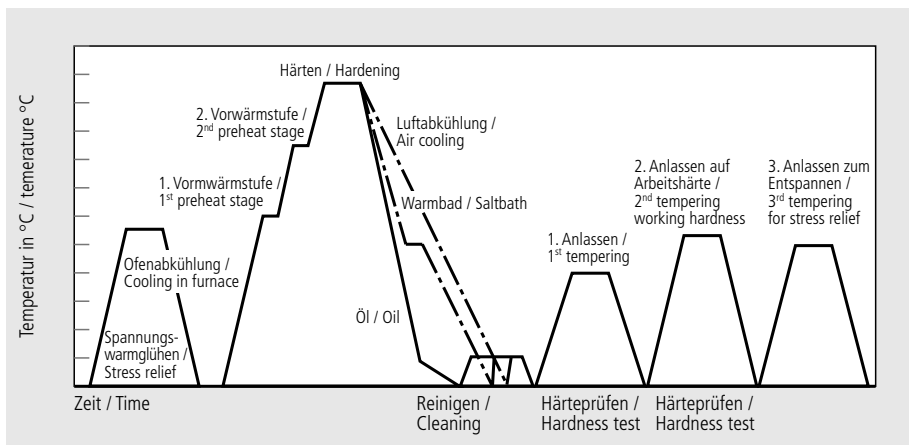 Temperatur in °C / temerature °C
Härten / Hardening
2. Vorwärmstufe /
2nd preheat stage
1. Vormwärmstufe /
1st preheat stage
Luftabkühlung /
Air cooling
Warmbad / Saltbath
Öl / Oil
Ofenabkühlung /
Cooling in furnace
Spannungs-
warmglühen /
Stress relief
1. Anlassen /
1st tempering
2. Anlassen auf
Arbeitshärte /
2nd tempering
working hardness
3. Anlassen zum
Entspannen /
3rd tempering
for stress relief
Zeit / Time
Reinigen /
Cleaning
Härteprüfen /
Hardness test
Härteprüfen /
Hardness test